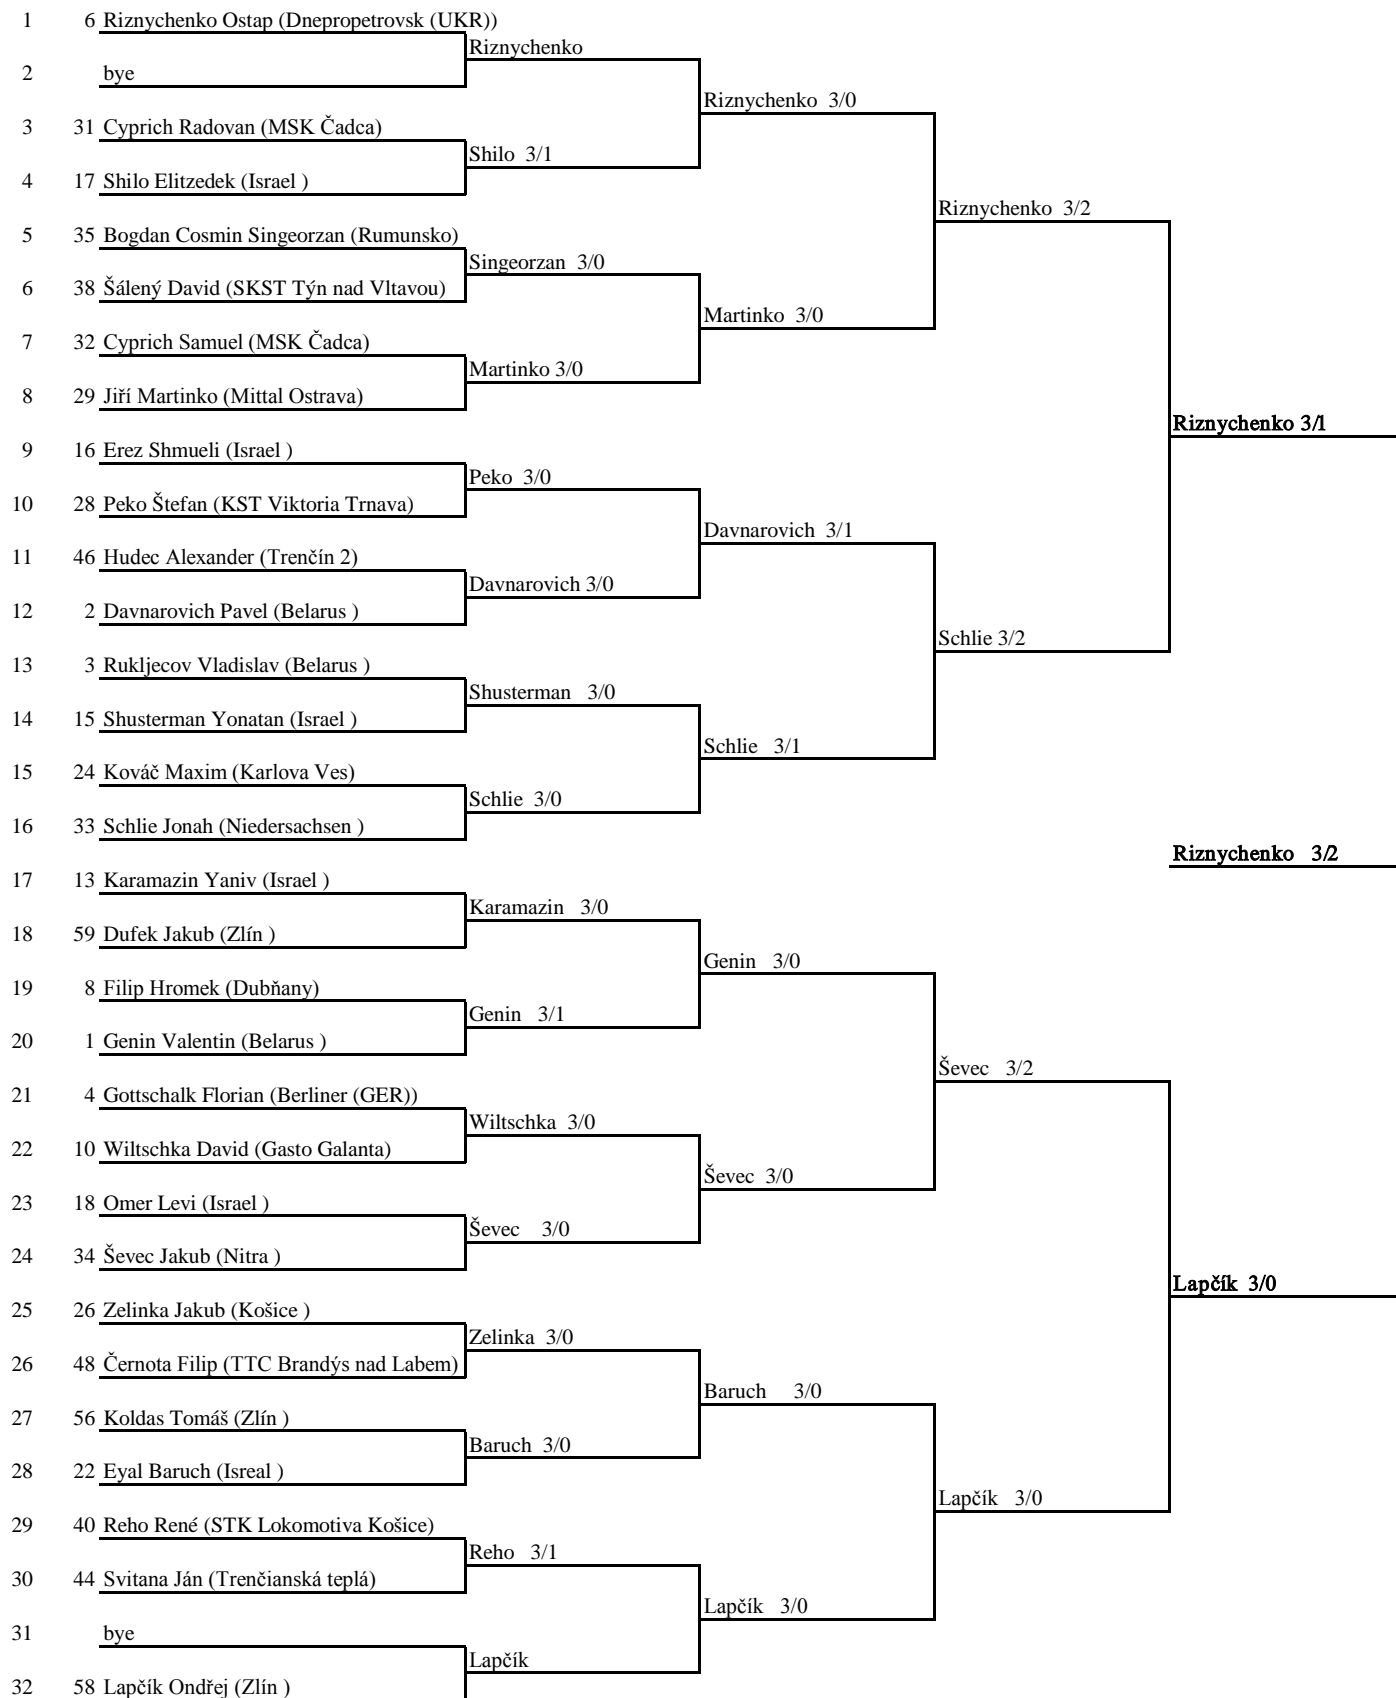 1 6 Riznychenko Ostap (Dnepropetrovsk (UKR))
Riznychenko
2 bye
Riznychenko 3/0
3 31 Cyprich Radovan (MSK Čadca)
Shilo 3/1
4 17 Shilo Elitzedek (Israel )
Riznychenko 3/2
5 35 Bogdan Cosmin Singeorzan (Rumunsko)
Singeorzan 3/0
6 38 Šálený David (SKST Týn nad Vltavou)
Martinko 3/0
7 32 Cyprich Samuel (MSK Čadca)
Martinko 3/0
8 29 Jiří Martinko (Mittal Ostrava)
Riznychenko 3/1
9 16 Erez Shmueli (Israel )
Peko 3/0
10 28 Peko Štefan (KST Viktoria Trnava)
Davnarovich 3/1
11 46 Hudec Alexander (Trenčín 2)
Davnarovich 3/0
12 2 Davnarovich Pavel (Belarus )
Schlie 3/2
13 3 Rukljecov Vladislav (Belarus )
Shusterman 3/0
14 15 Shusterman Yonatan (Israel )
Schlie 3/1
15 24 Kováč Maxim (Karlova Ves)
Schlie 3/0
16 33 Schlie Jonah (Niedersachsen )
Riznychenko 3/2
17 13 Karamazin Yaniv (Israel )
Karamazin 3/0
18 59 Dufek Jakub (Zlín )
Genin 3/0
19 8 Filip Hromek (Dubňany)
Genin 3/1
20 1 Genin Valentin (Belarus )
Ševec 3/2
21 4 Gottschalk Florian (Berliner (GER))
Wiltschka 3/0
22 10 Wiltschka David (Gasto Galanta)
Ševec 3/0
23 18 Omer Levi (Israel )
Ševec 3/0
24 34 Ševec Jakub (Nitra )
Lapčík 3/0
25 26 Zelinka Jakub (Košice )
Zelinka 3/0
26 48 Černota Filip (TTC Brandýs nad Labem)
Baruch 3/0
27 56 Koldas Tomáš (Zlín )
Baruch 3/0
28 22 Eyal Baruch (Isreal )
Lapčík 3/0
29 40 Reho René (STK Lokomotiva Košice)
Reho 3/1
30 44 Svitana Ján (Trenčianská teplá)
Lapčík 3/0
31 bye
Lapčík
32 58 Lapčík Ondřej (Zlín )